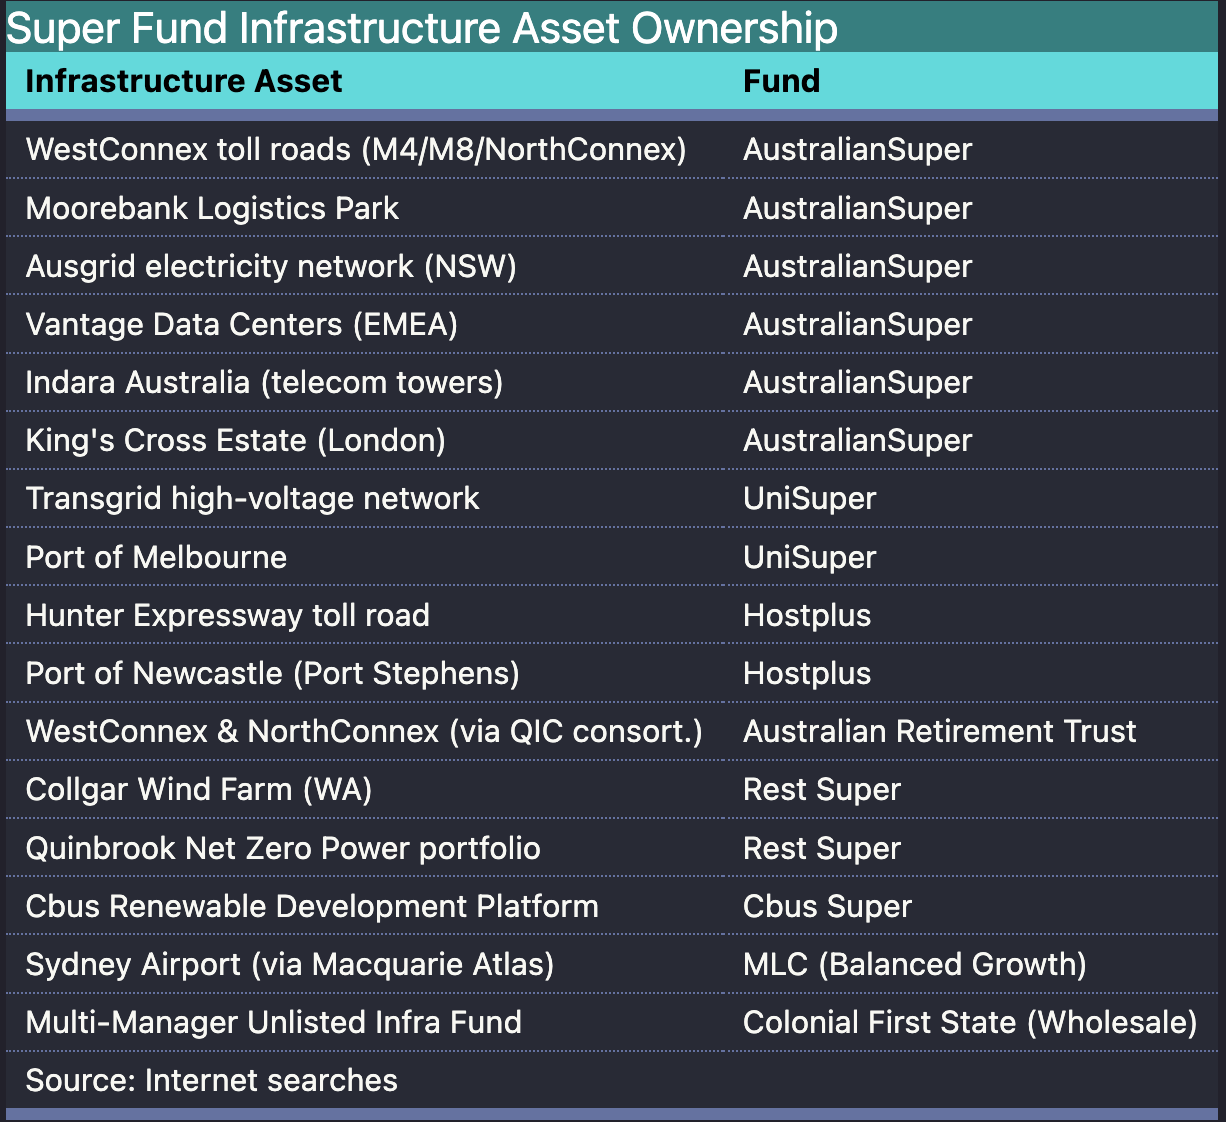 Super Fund Infrastructure Asset Ownership
Infrastructure Asset Fund
WestConnex toll roads (M4/M8/NorthConnex) AustralianSuper
Moorebank Logistics Park AustralianSuper
Ausgrid electricity network (NSW) AustralianSuper
Vantage Data Centers (EMEA) AustralianSuper
Indara Australia (telecom towers) AustralianSuper
King's Cross Estate (London) AustralianSuper
Transgrid high-voltage network UniSuper
Port of Melbourne UniSuper
Hunter Expressway toll road Hostplus
Port of Newcastle (Port Stephens) Hostplus
WestConnex & NorthConnex (via QIC consort.) Australian Retirement Trust
Collgar Wind Farm (WA) Rest Super
Quinbrook Net Zero Power portfolio Rest Super
Cbus Renewable Development Platform Cbus Super
Sydney Airport (via Macquarie Atlas) MLC (Balanced Growth)
Multi-Manager Unlisted Infra Fund Colonial First State (Wholesale)
Source: Internet searches